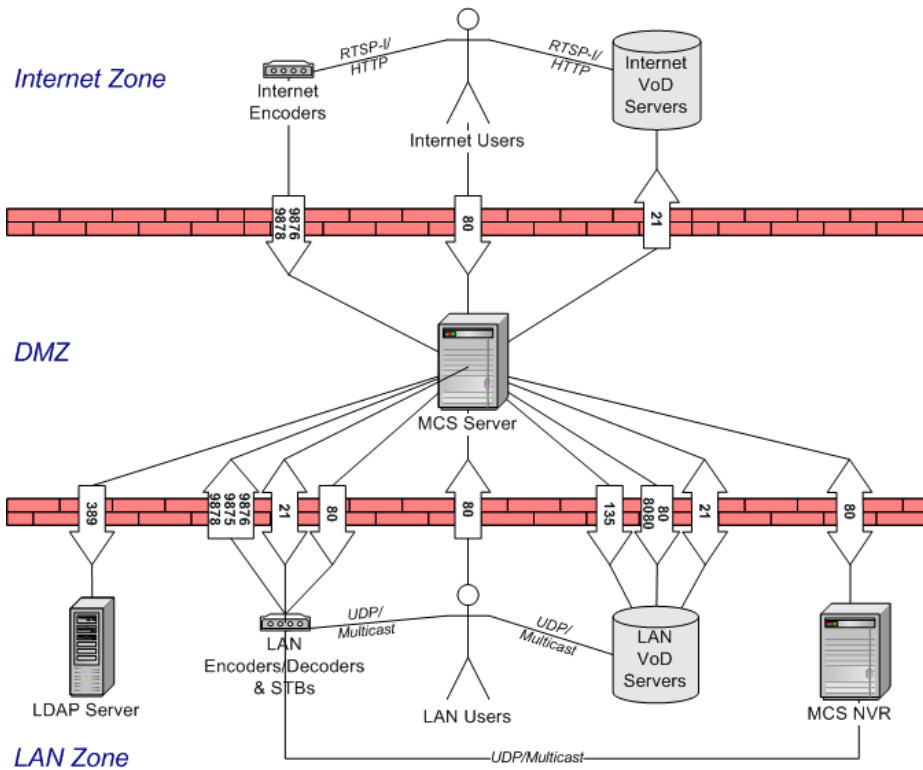 RTSP-I/
HTTP
RTSP-I/
HTTP
Internet Zone
Internet
Encoders
Internet Users
Internet
VoD
Servers
9876
9878
80
21
DMZ
MCS Server
389
9876
9875
9878
21
80
80
135
80
8080
21
80
UDP/
Multicast
UDP/
Multicast
LAN
Encoders/Decoders
& STBs
LAN
VoD
Servers
LDAP Server
LAN Users
MCS NVR
LAN Zone
UDP/Multicast